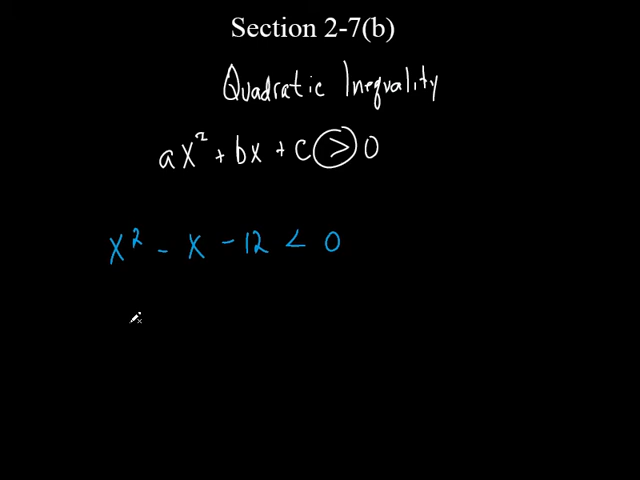 Section 2-7(b)
Quadratic Inequality
ax² + bx + c > 0
x² - x - 12 < 0